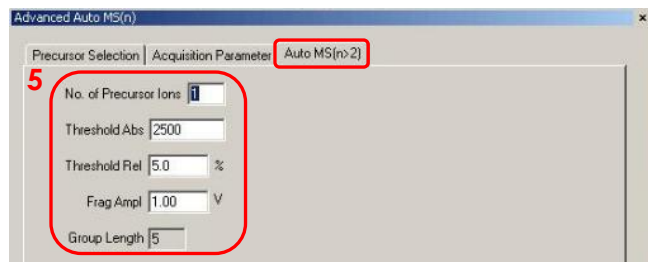 Advanced Auto MS(n) ×
Precursor Selection Acquisition Parameter Auto MS(n>2)
5
No. of Precursor Ions 1
Threshold Abs 2500
Threshold Rel 5.0 %
Frag Ampl 1.00 V
Group Length 5